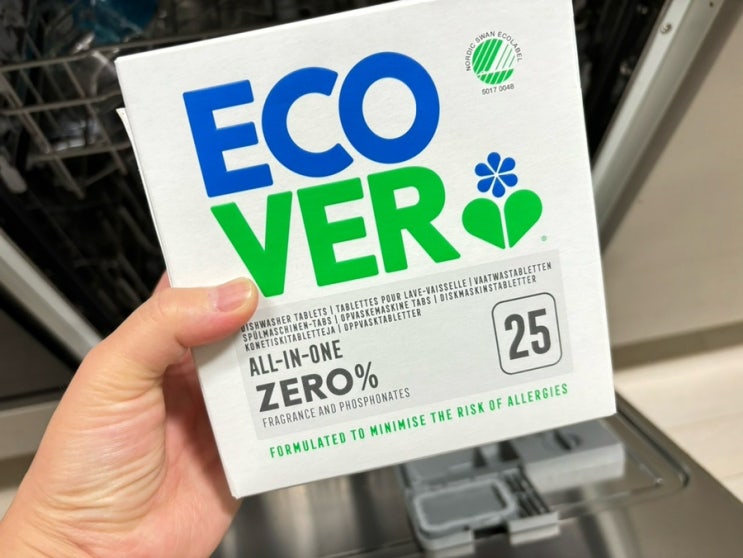 NORDIC SWAN ECOLABEL
5017 0048
ECO
VER
DISHWASHER TABLETS | TABLETTES POUR LAVE-VAISSELLE | VAATWASTABLETTEN
SPÜLMASCHINEN-TABS | OPVASKEMASKINE TABS | DISKMASKINSTABLETTER
KONETISKITABLETTEJA | OPPVASKTABLETTER
ALL-IN-ONE
ZERO%
FRAGRANCE AND PHOSPHONATES
25
FORMULATED TO MINIMISE THE RISK OF ALLERGIES